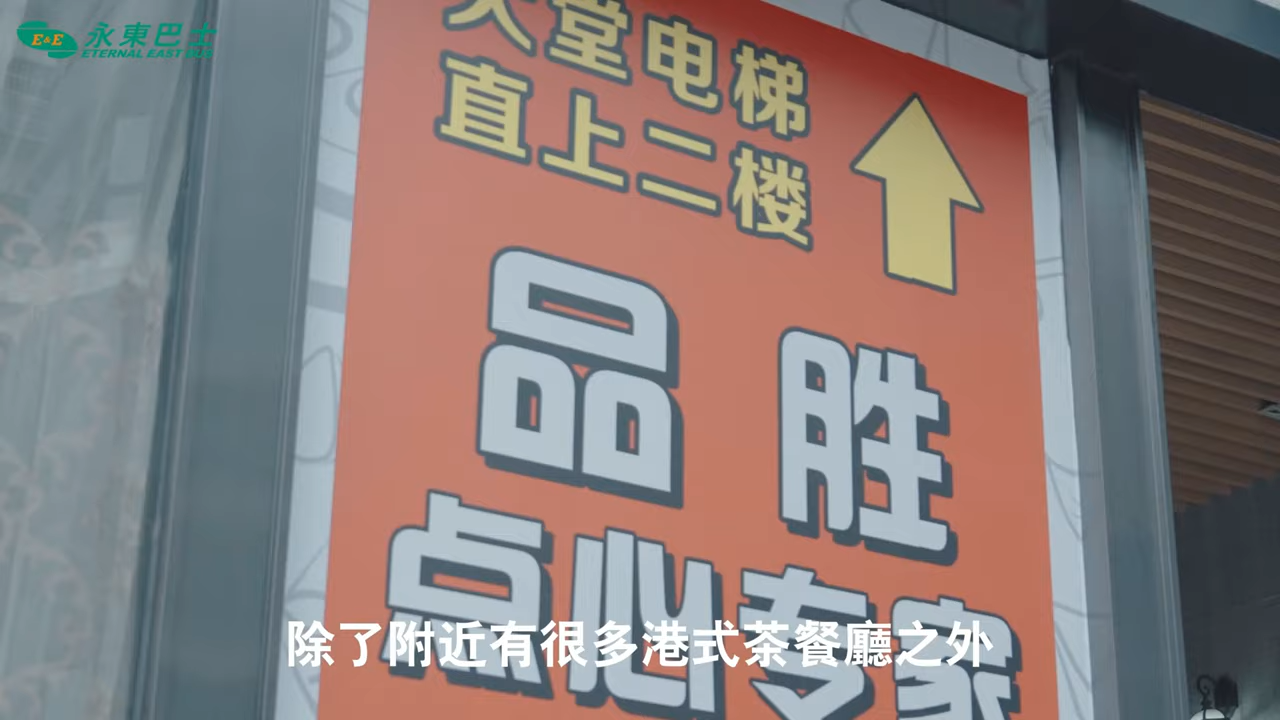 永東巴士
E&E
ETERNAL EAST BUS
大堂电梯
直上二楼
品胜
点心专家
除了附近有很多港式茶餐廳之外